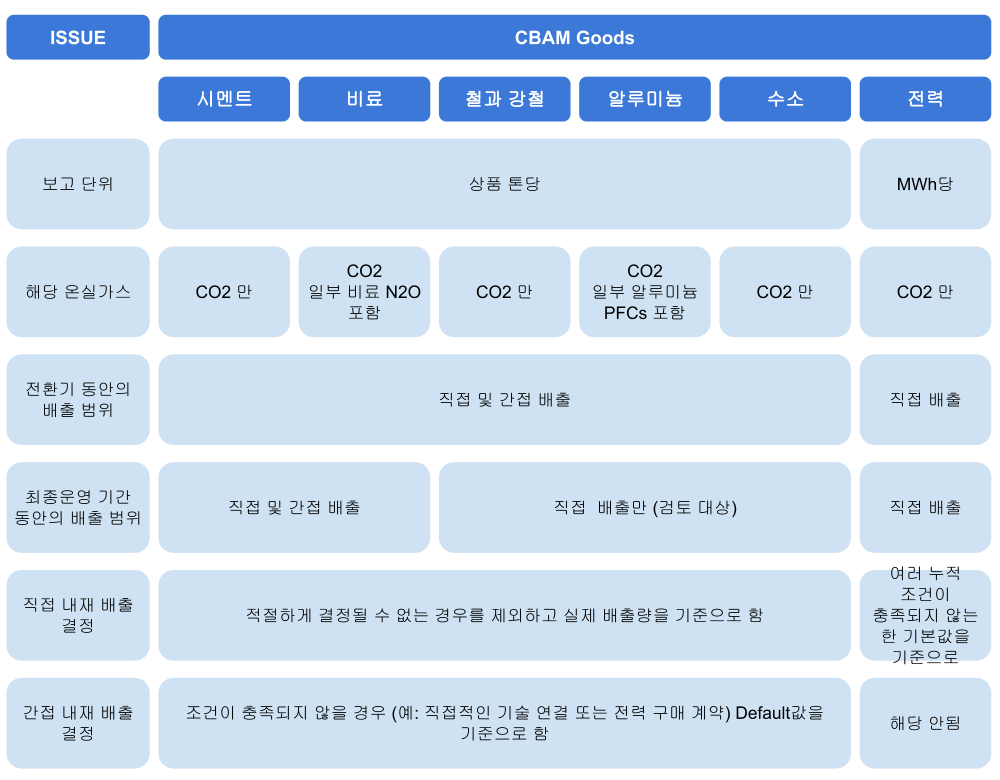 ISSUE
CBAM Goods
시멘트
비료
철과 강철
알루미늄
수소
전력
보고 단위
상품 톤당
MWh당
해당 온실가스
CO2 만
CO2
일부 비료 N2O
포함
CO2 만
CO2
일부 알루미늄
PFCs 포함
CO2 만
CO2 만
전환기 동안의
배출 범위
직접 및 간접 배출
직접 배출
최종운영 기간
동안의 배출 범위
직접 및 간접 배출
직접 배출만 (검토 대상)
직접 배출
직접 내재 배출
결정
적절하게 결정될 수 없는 경우를 제외하고 실제 배출량을 기준으로 함
여러 누적
조건이
충족되지 않는
한 기본값을
기준으로
간접 내재 배출
결정
조건이 충족되지 않을 경우 (예: 직접적인 기술 연결 또는 전력 구매 계약) Default값을
기준으로 함
해당 안됨